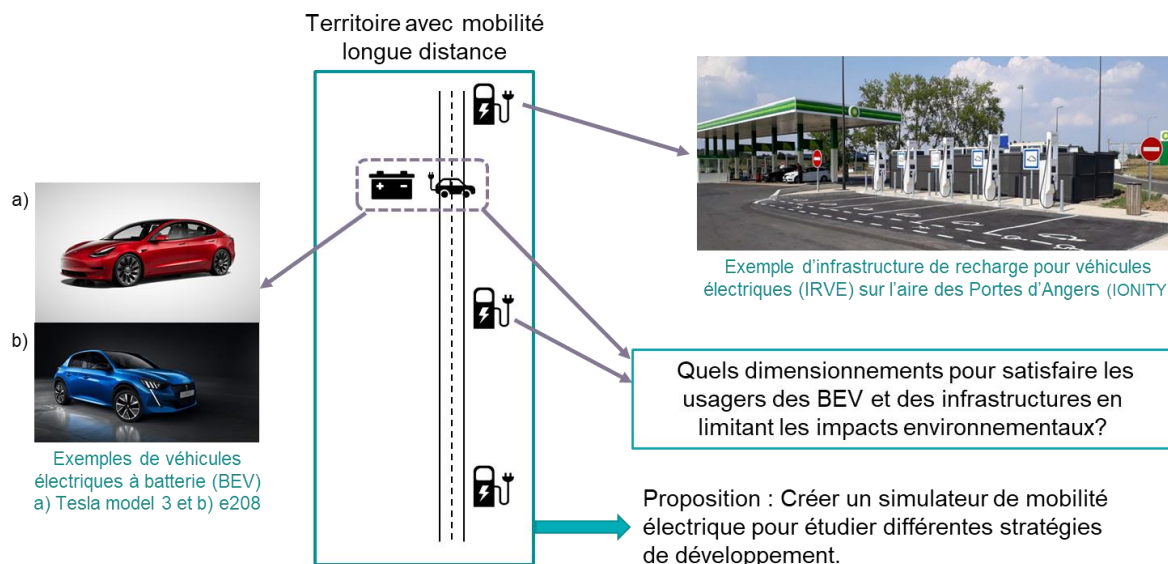 Territoire avec mobilité
longue distance
a)
b)
Exemples de véhicules
électriques à batterie (BEV)
a) Tesla model 3 et b) e208
Exemple d'infrastructure de recharge pour véhicules
électriques (IRVE) sur l'aire des Portes d'Angers (IONITY
Quels dimensionnements pour satisfaire les
usagers des BEV et des infrastructures en
limitant les impacts environnementaux?
Proposition : Créer un simulateur de mobilité
électrique pour étudier différentes stratégies
de développement.